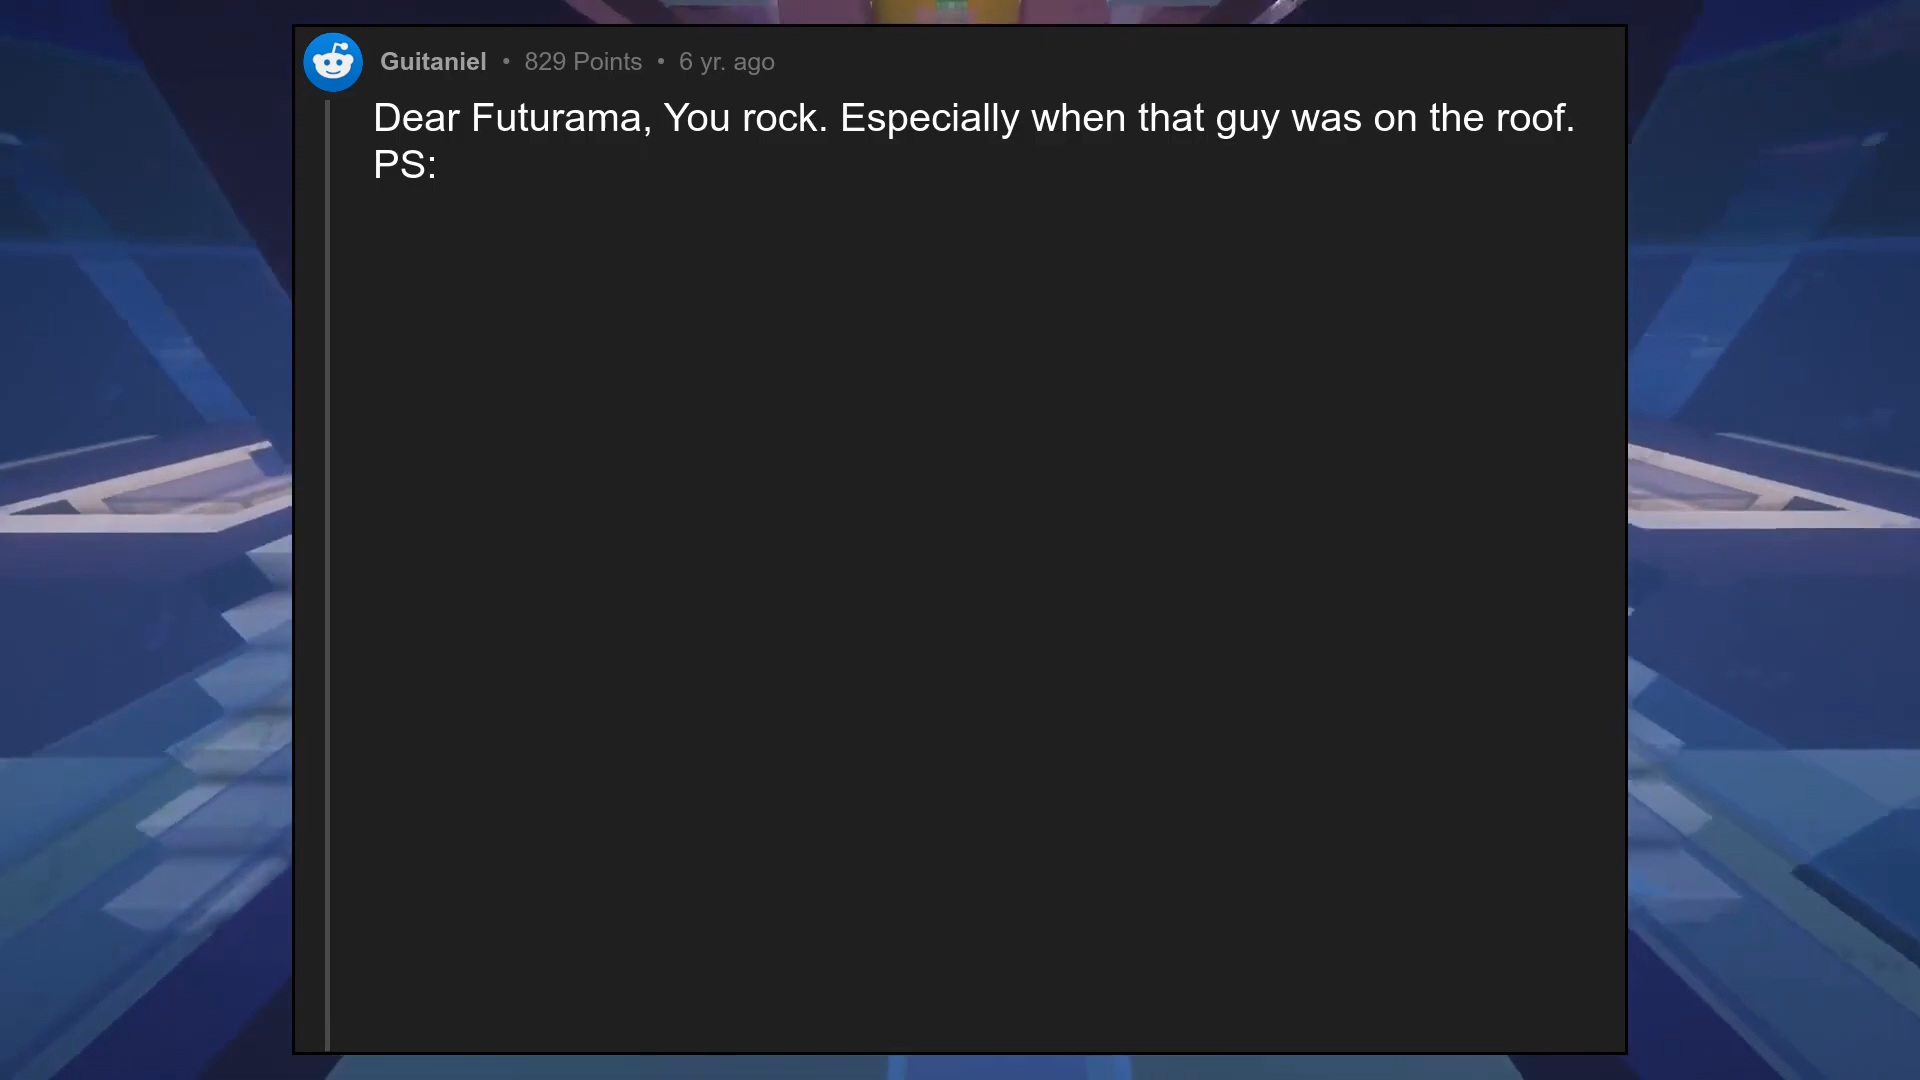 Guitaniel • 829 Points • 6 yr. ago
Dear Futurama, You rock. Especially when that guy was on the roof.
PS: